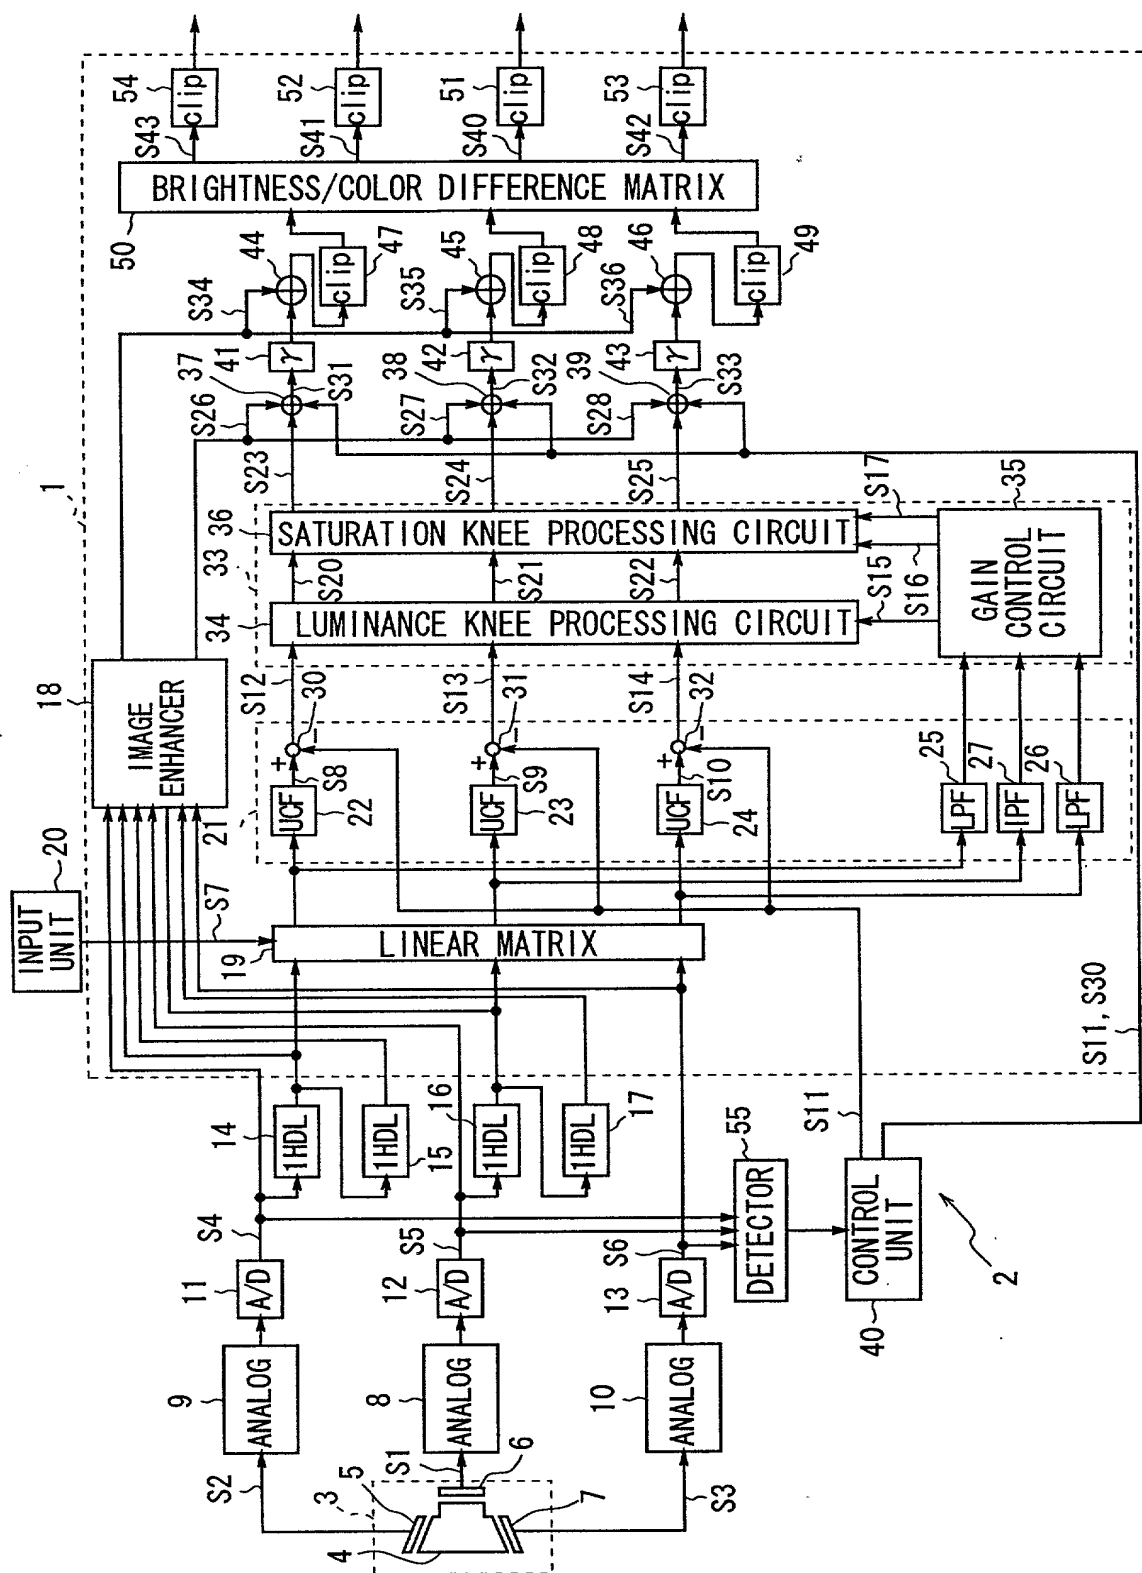 1
2
3
4
5
6
7
S1
S2
S3
ANALOG
9
ANALOG
8
ANALOG
10
A/D
11
A/D
12
A/D
13
S4
S5
S6
1HDL
14
1HDL
15
1HDL
16
1HDL
17
DETECTOR
55
CONTROL
UNIT
40
S11
S11, S30
INPUT
UNIT
20
S7
IMAGE
ENHANCER
18
LINEAR MATRIX
19
21
UCF
22
UCF
23
UCF
24
LPF
25
IPF
27
LPF
26
S8
S9
S10
+
-
30
+
-
31
+
-
32
S12
S13
S14
33
LUMINANCE KNEE PROCESSING CIRCUIT
34
S20
S21
S22
SATURATION KNEE PROCESSING CIRCUIT
36
GAIN
CONTROL
CIRCUIT
35
S15
S16
S17
S23
S24
S25
S26
S27
S28
37
38
39
S31
S32
S33
γ
41
γ
42
γ
43
S34
S35
S36
44
45
46
clip
47
clip
48
clip
49
BRIGHTNESS/COLOR DIFFERENCE MATRIX
50
S43
S41
S40
S42
clip
54
clip
52
clip
51
clip
53